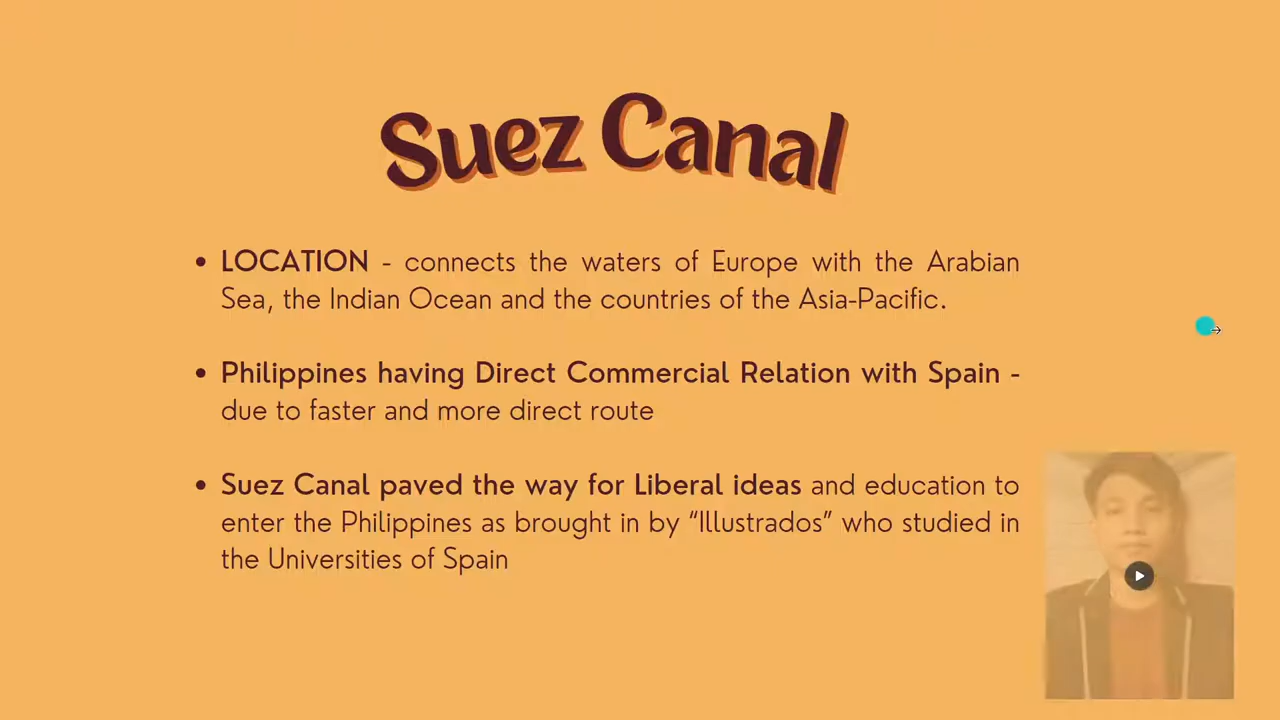 Suez Canal
• LOCATION - connects the waters of Europe with the Arabian
Sea, the Indian Ocean and the countries of the Asia-Pacific.
• Philippines having Direct Commercial Relation with Spain -
due to faster and more direct route
• Suez Canal paved the way for Liberal ideas and education to
enter the Philippines as brought in by “Illustrados” who studied in
the Universities of Spain